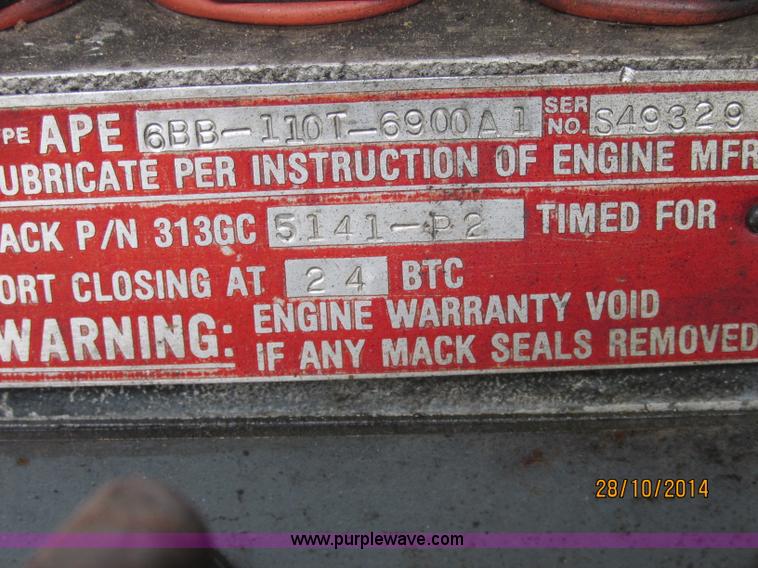 PE APE 6BB-110T-6900A1 SER NO. S49329
UBRICATE PER INSTRUCTION OF ENGINE MFR
ACK P/N 313GC 5141-P2 TIMED FOR
ORT CLOSING AT 24 BTC
WARNING: ENGINE WARRANTY VOID
IF ANY MACK SEALS REMOVED
28/10/2014
www.purplewave.com